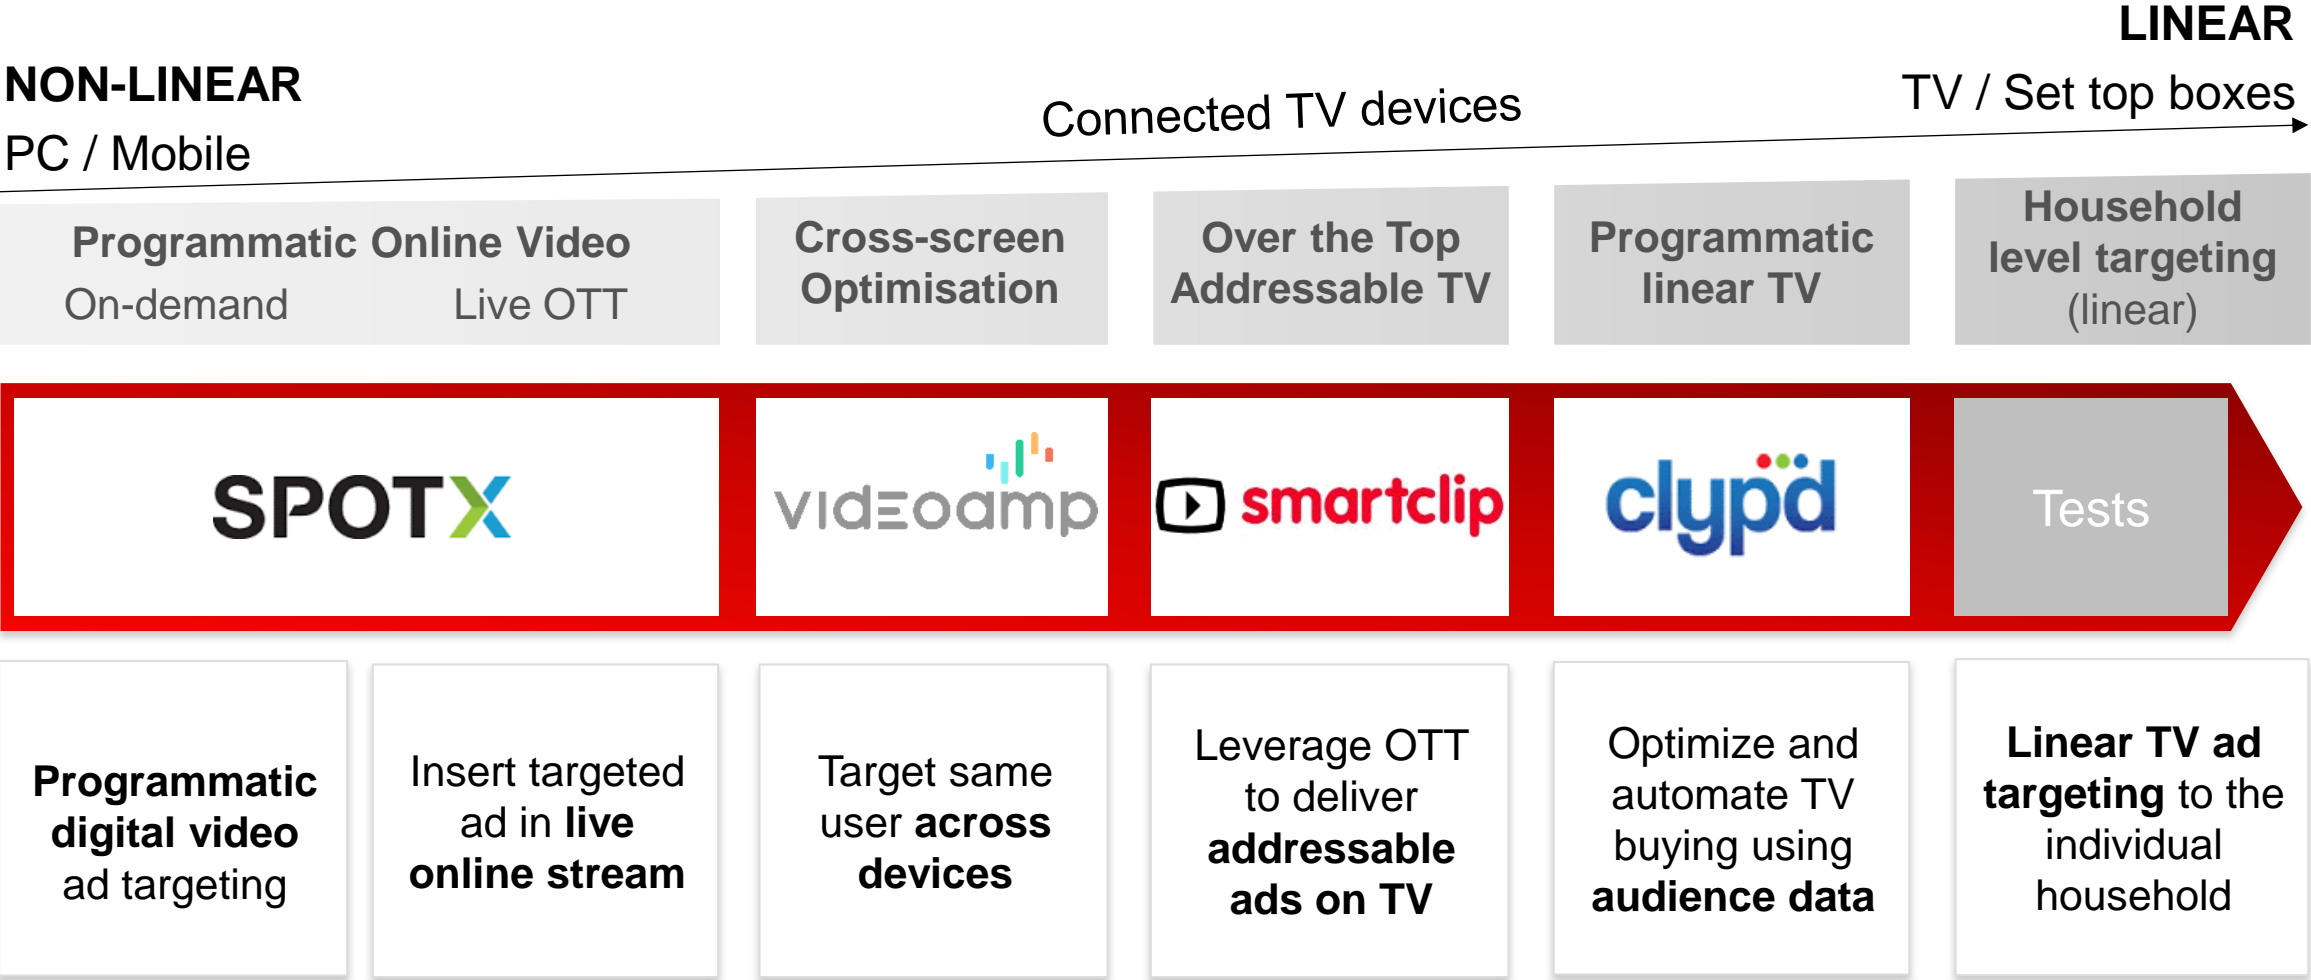 LINEAR
NON-LINEAR
TV / Set top boxes
Connected TV devices
PC / Mobile
Programmatic Online Video
On-demand
Live OTT
Cross-screen
Optimisation
Over the Top
Addressable TV
Programmatic
linear TV
Household
level targeting
(linear)
SPOTX
videoamp
smartclip
clypd
Tests
Programmatic
digital video
ad targeting
Insert targeted
ad in live
online stream
Target same
user across
devices
Leverage OTT
to deliver
addressable
ads on TV
Optimize and
automate TV
buying using
audience data
Linear TV ad
targeting to the
individual
household